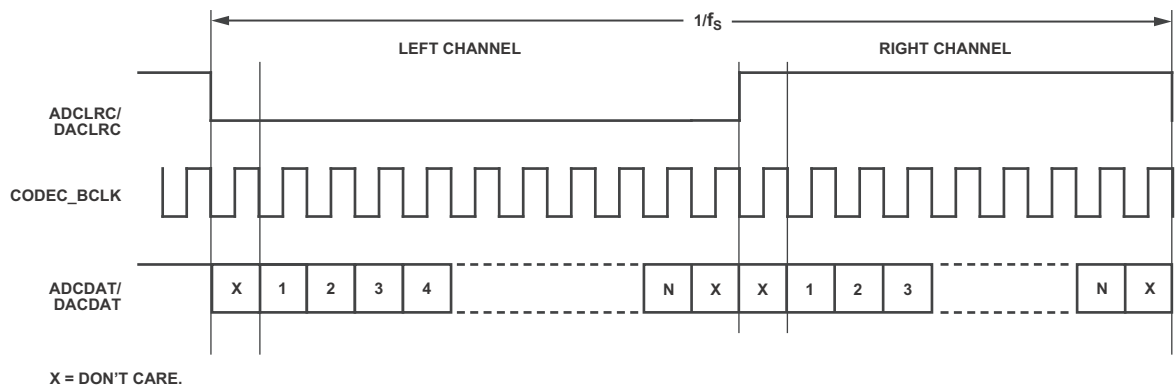 1/fS
LEFT CHANNEL RIGHT CHANNEL
ADCLRC/
DACLRC
CODEC_BCLK
ADCDAT/
DACDAT
X 1 2 3 4 N X X 1 2 3 N X
X = DON'T CARE.